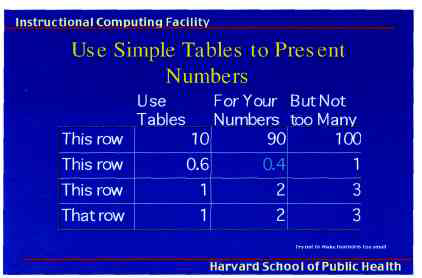 Instructional Computing Facility
Use Simple Tables to Present
Numbers
Use For Your But Not
Tables Numbers too Many
This row 10 90 100
This row 0.6 0.4 1
This row 1 2 3
That row 1 2 3
Try not to make footnotes too small
Harvard School of Public Health